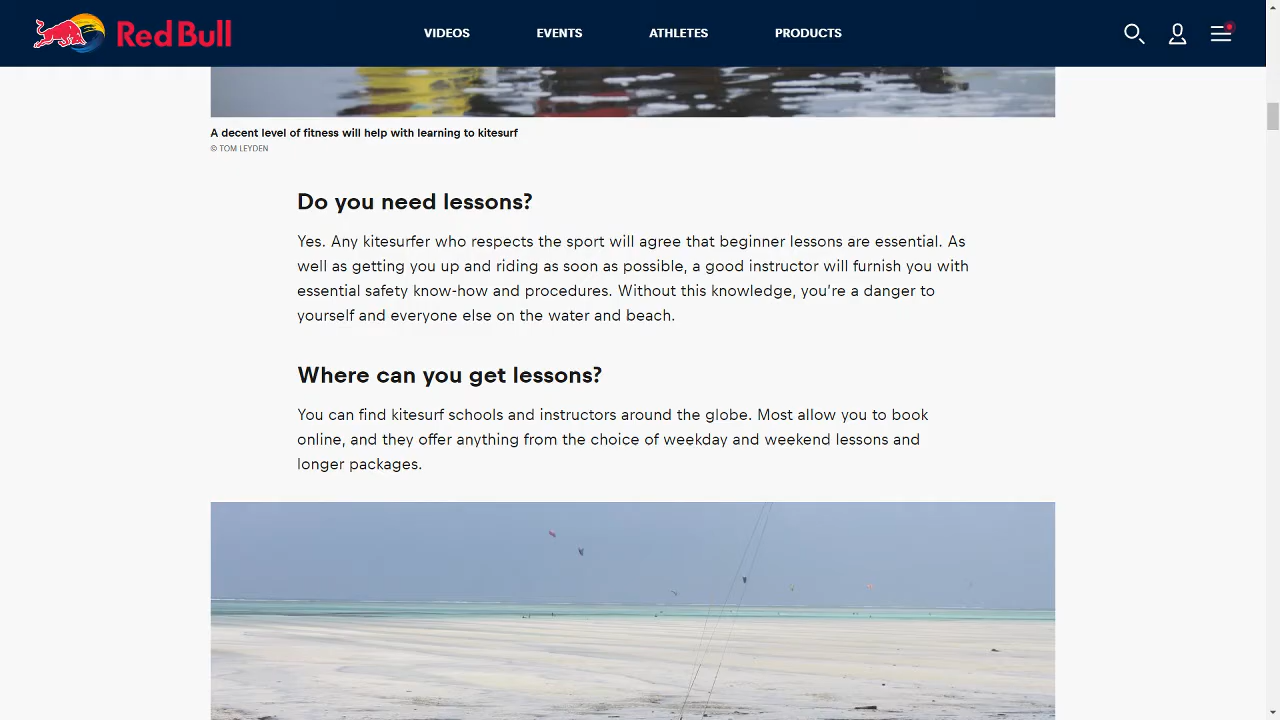 Red Bull
VIDEOS
EVENTS
ATHLETES
PRODUCTS
A decent level of fitness will help with learning to kitesurf
© TOM LEYDEN
Do you need lessons?
Yes. Any kitesurfer who respects the sport will agree that beginner lessons are essential. As
well as getting you up and riding as soon as possible, a good instructor will furnish you with
essential safety know-how and procedures. Without this knowledge, you’re a danger to
yourself and everyone else on the water and beach.
Where can you get lessons?
You can find kitesurf schools and instructors around the globe. Most allow you to book
online, and they offer anything from the choice of weekday and weekend lessons and
longer packages.